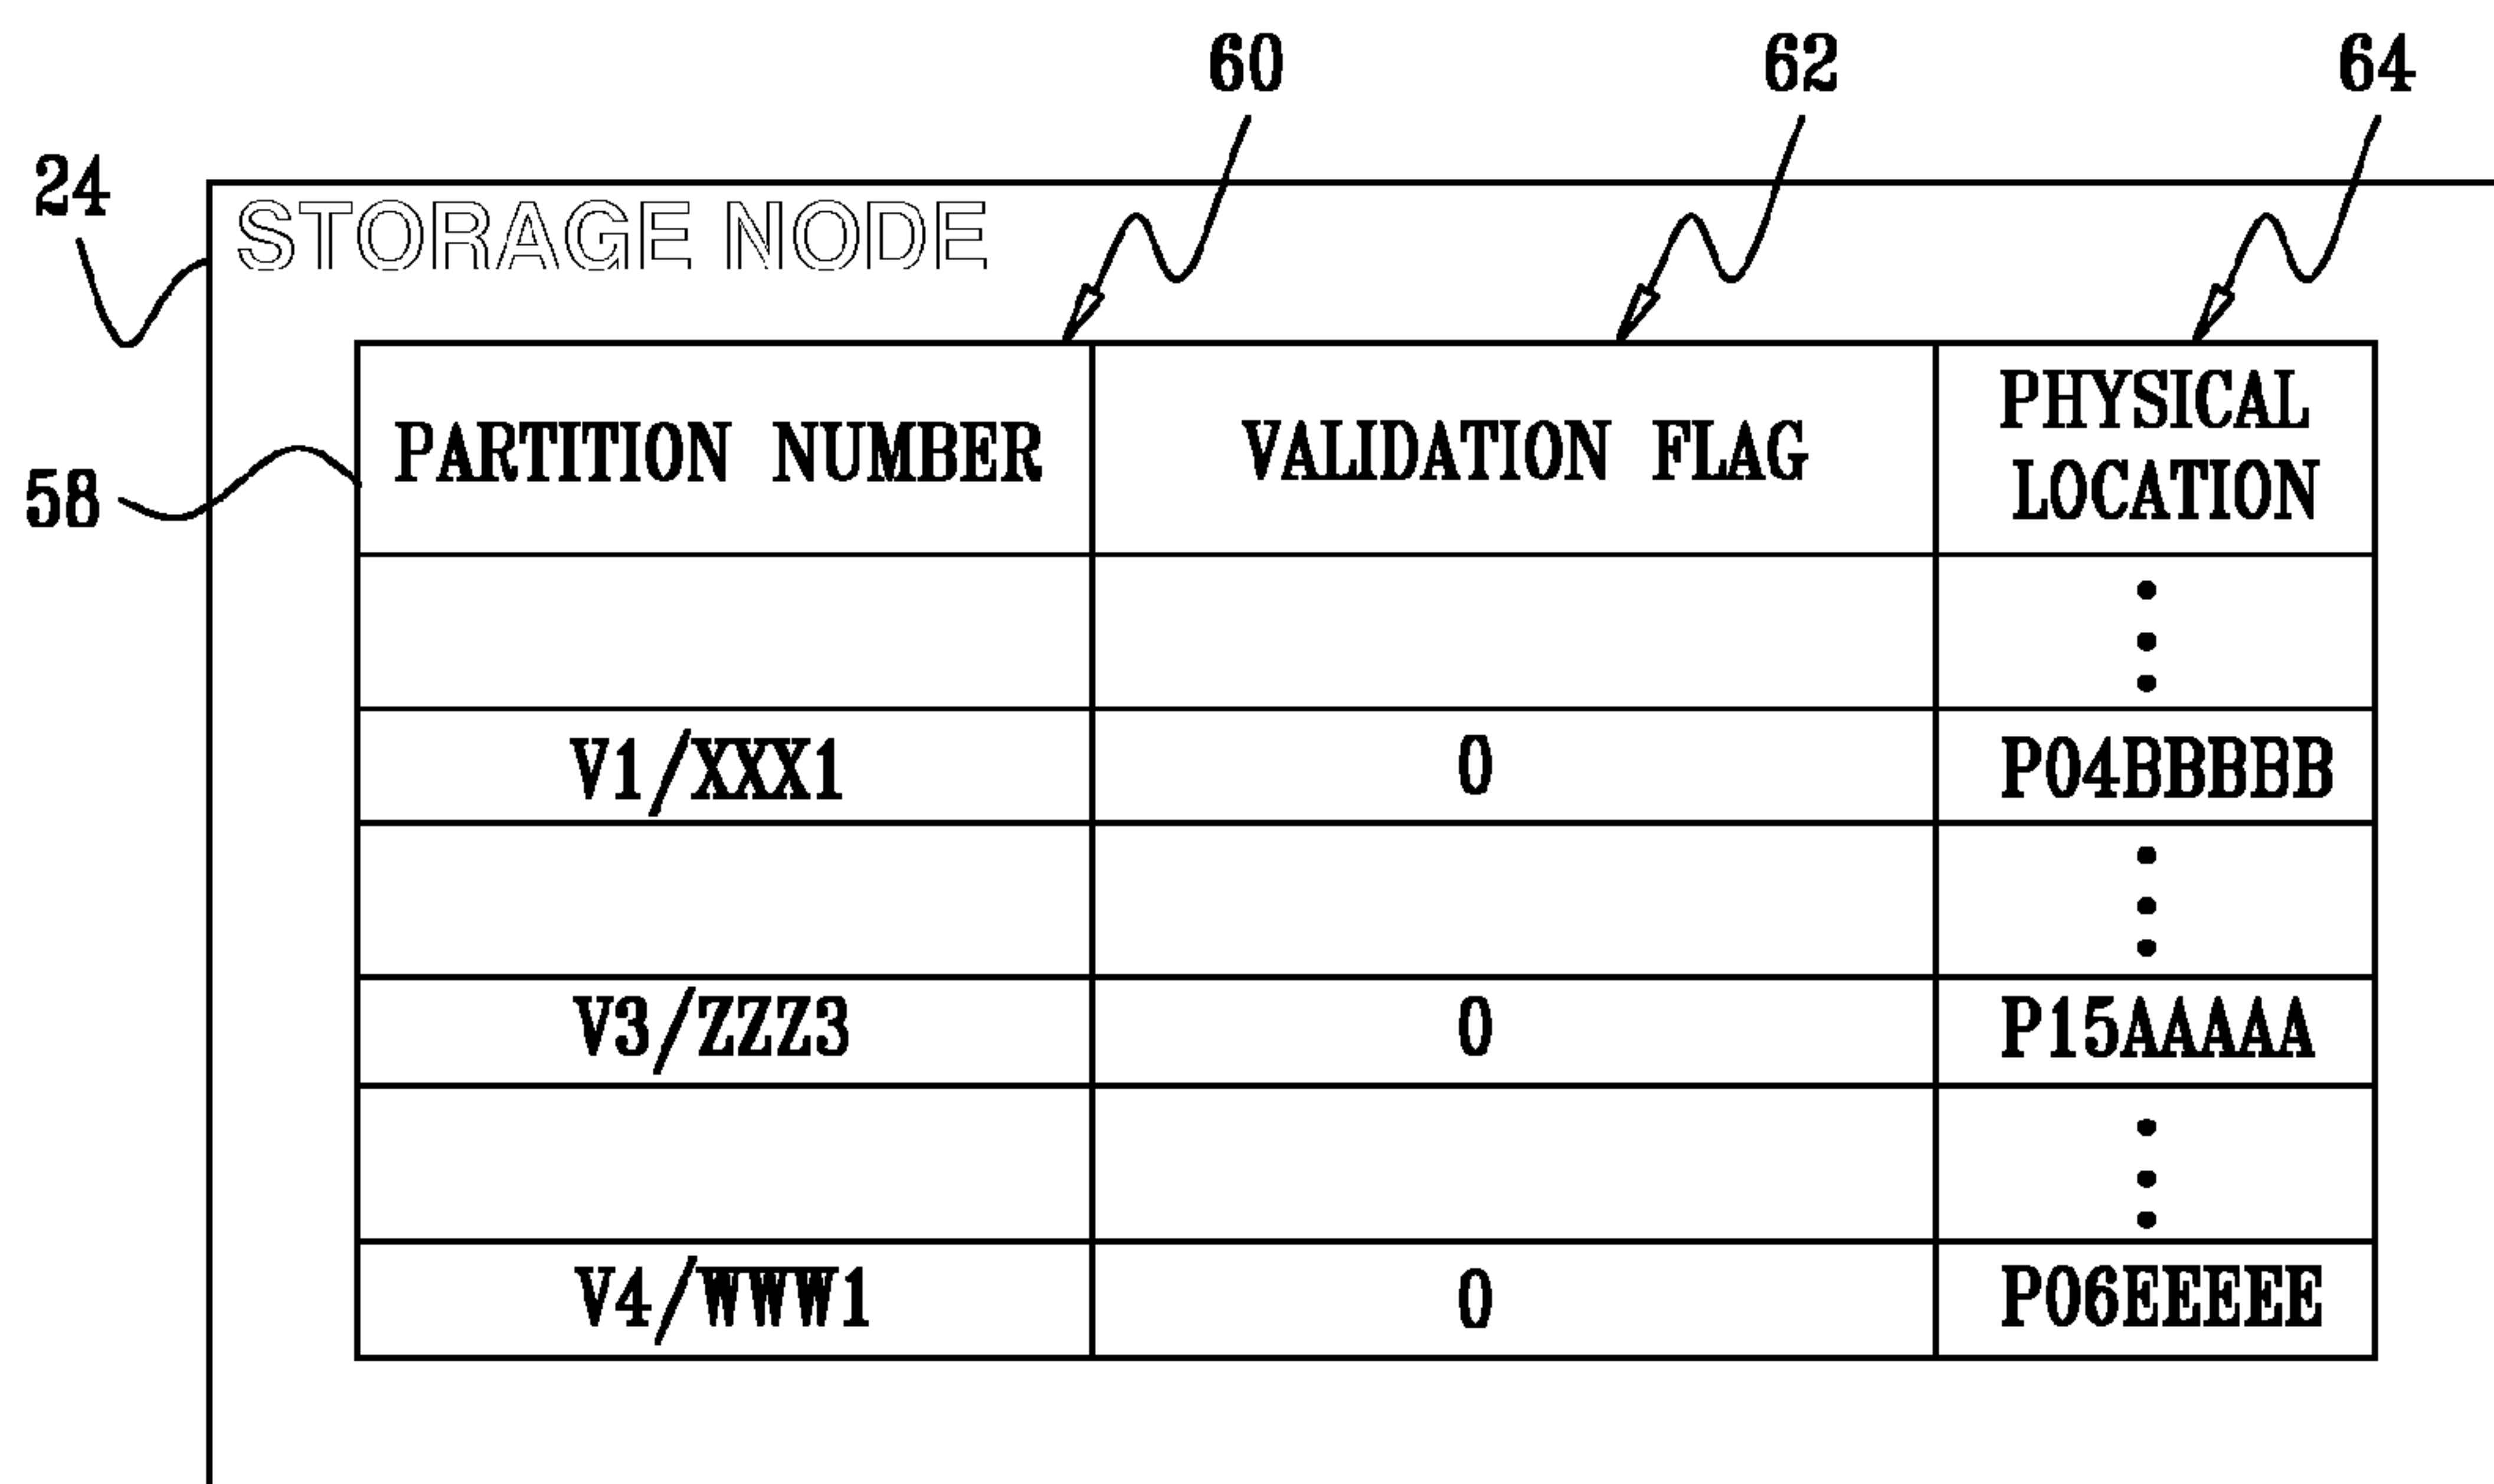 60 62 64
24
STORAGE NODE
58
PARTITION NUMBER VALIDATION FLAG PHYSICAL LOCATION
V1/XXX1 0 P04BBBBB
V3/ZZZ3 0 P15AAAAA
V4/WWW1 0 P06EEEEE